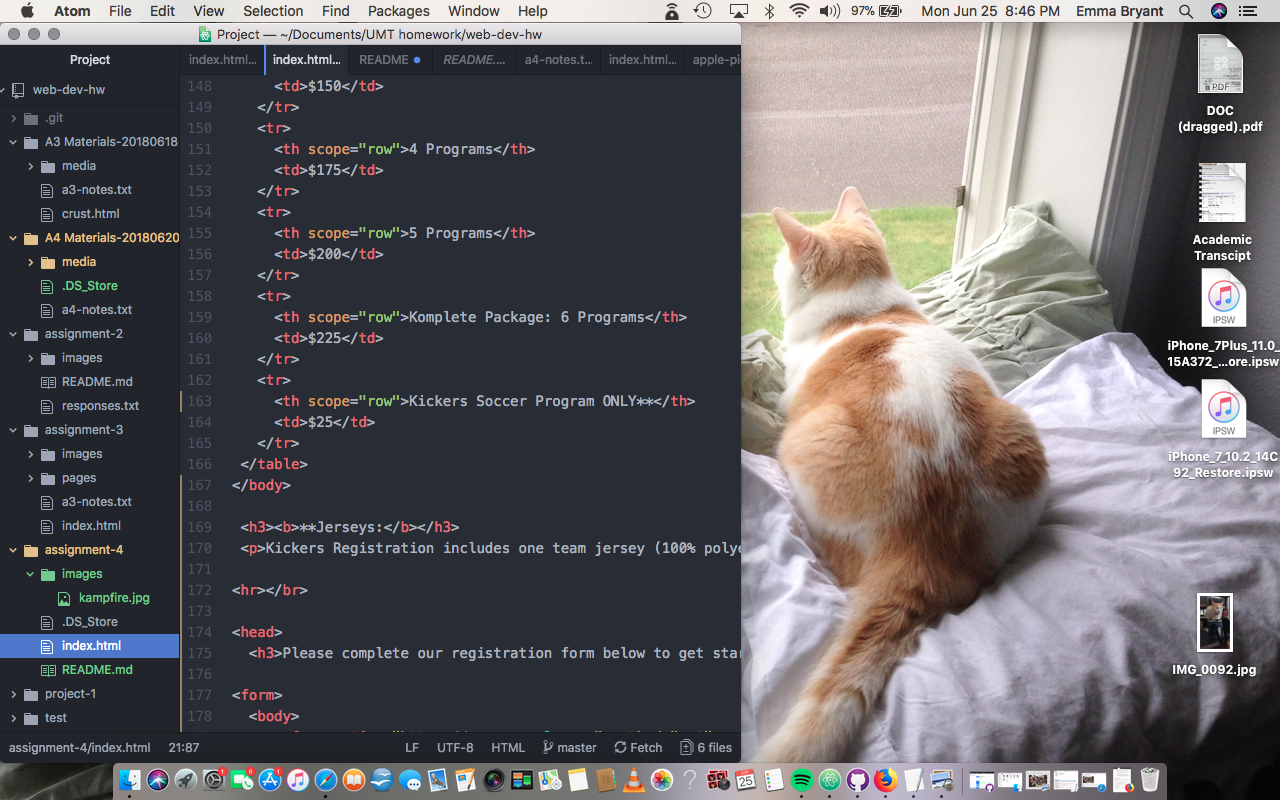 Atom File Edit View Selection Find Packages Window Help 97% Mon Jun 25 8:46 PM Emma Bryant
Project — ~/Documents/UMT homework/web-dev-hw
Project
web-dev-hw
.git
A3 Materials-20180618
media
a3-notes.txt
crust.html
A4 Materials-20180620
media
.DS_Store
a4-notes.txt
assignment-2
images
README.md
responses.txt
assignment-3
images
pages
a3-notes.txt
index.html
assignment-4
images
kampfire.jpg
.DS_Store
index.html
README.md
project-1
test
index.html... index.html... README README.... a4-notes.t... index.html... apple-pi
148 <td>$150</td>
149 </tr>
150 <tr>
151 <th scope="row">4 Programs</th>
152 <td>$175</td>
153 </tr>
154 <tr>
155 <th scope="row">5 Programs</th>
156 <td>$200</td>
157 </tr>
158 <tr>
159 <th scope="row">Komplete Package: 6 Programs</th>
160 <td>$225</td>
161 </tr>
162 <tr>
163 <th scope="row">Kickers Soccer Program ONLY**</th>
164 <td>$25</td>
165 </tr>
166 </table>
167 </body>
168
169 <h3><b>**Jerseys:</b></h3>
170 <p>Kickers Registration includes one team jersey (100% polye
171
172 <hr></br>
173
174 <head>
175 <h3>Please complete our registration form below to get star
176
177 <form>
178 <body>
assignment-4/index.html 21:87 LF UTF-8 HTML master Fetch 6 files
PDF
DOC
(dragged).pdf
Academic
Transcipt
IPSW
iPhone_7Plus_11.0_
15A372_...ore.ipsw
IPSW
iPhone_7_10.2_14C
92_Restore.ipsw
IMG_0092.jpg
25